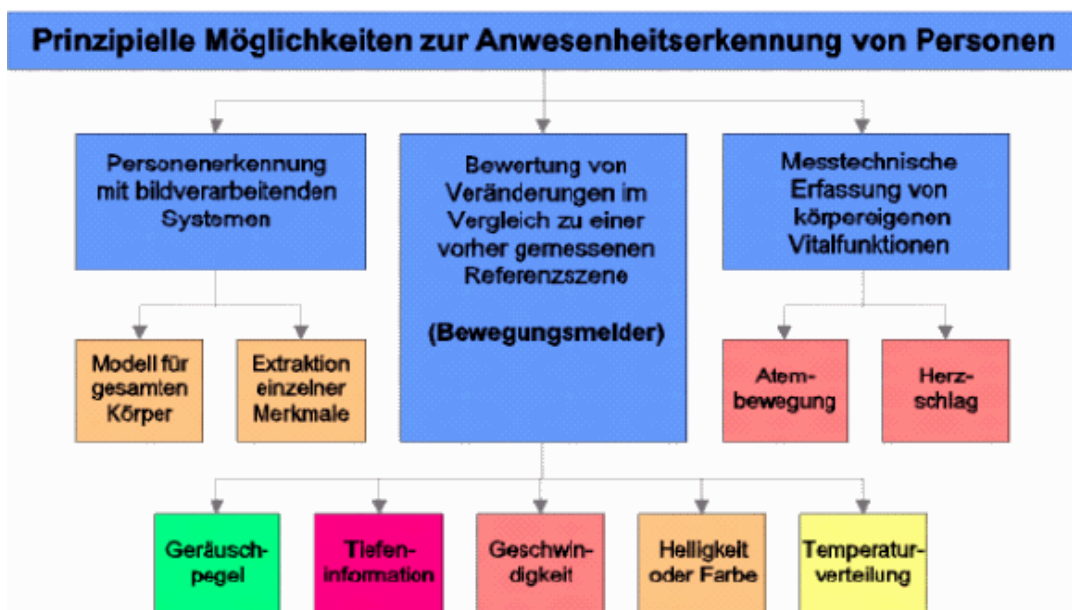 Prinzipielle Möglichkeiten zur Anwesenheitserkennung von Personen
Personenerkennung
mit bildverarbeitenden
Systemen
Bewertung von
Veränderungen im
Vergleich zu einer
vorher gemessenen
Referenzszene
(Bewegungsmelder)
Messtechnische
Erfassung von
körpereigenen
Vitalfunktionen
Modell für
gesamten
Körper
Extraktion
einzelner
Merkmale
Atem-
bewegung
Herz-
schlag
Geräusch-
pegel
Tiefen-
information
Geschwin-
digkeit
Helligkeit
oder Farbe
Temperatur-
verteilung